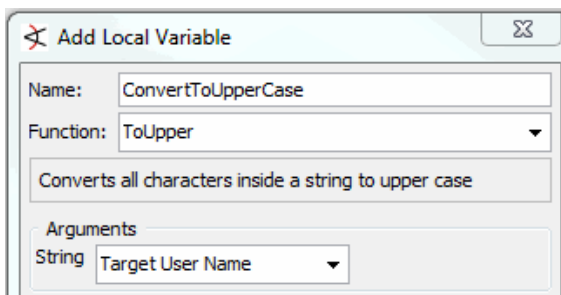 Add Local Variable
Name: ConvertToUpperCase
Function: ToUpper
Converts all characters inside a string to upper case
Arguments
String Target User Name